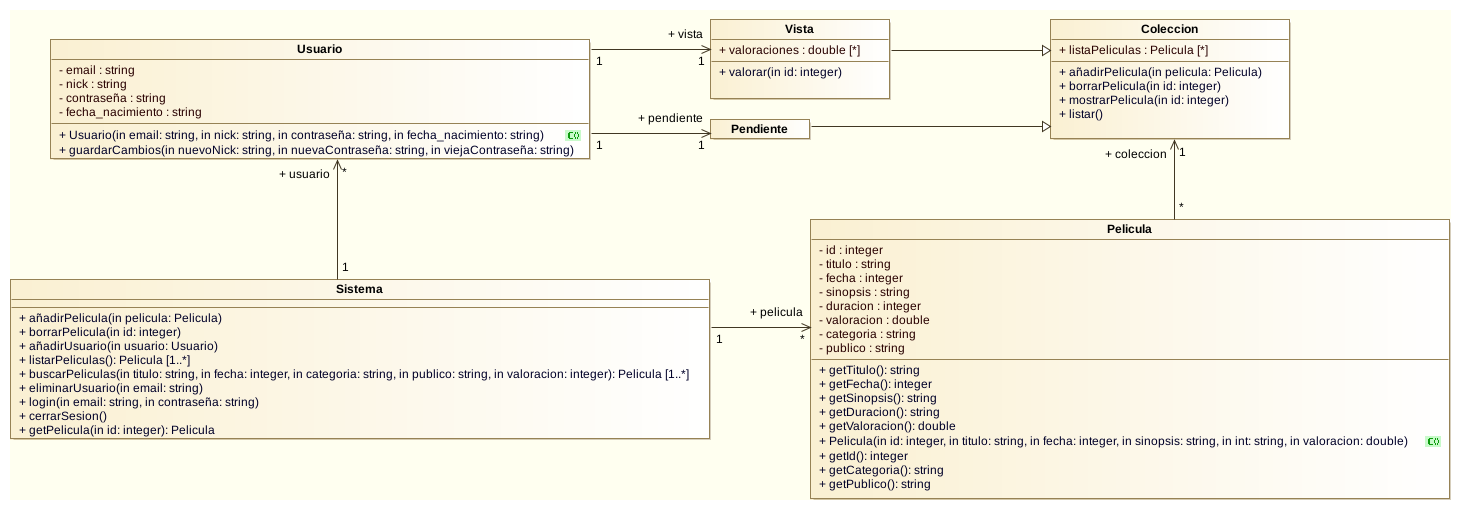 Usuario
- email : string
- nick : string
- contraseña : string
- fecha_nacimiento : string
+ Usuario(in email: string, in nick: string, in contraseña: string, in fecha_nacimiento: string)
C()
+ guardarCambios(in nuevoNick: string, in nuevaContraseña: string, in viejaContraseña: string)
+ vista
1
1
+ pendiente
1
1
Vista
+ valoraciones : double [*]
+ valorar(in id: integer)
Pendiente
Coleccion
+ listaPeliculas : Pelicula [*]
+ añadirPelicula(in pelicula: Pelicula)
+ borrarPelicula(in id: integer)
+ mostrarPelicula(in id: integer)
+ listar()
+ usuario
*
1
+ coleccion
1
*
Sistema
+ añadirPelicula(in pelicula: Pelicula)
+ borrarPelicula(in id: integer)
+ añadirUsuario(in usuario: Usuario)
+ listarPeliculas(): Pelicula [1..*]
+ buscarPeliculas(in titulo: string, in fecha: integer, in categoria: string, in publico: string, in valoracion: integer): Pelicula [1..*]
+ eliminarUsuario(in email: string)
+ login(in email: string, in contraseña: string)
+ cerrarSesion()
+ getPelicula(in id: integer): Pelicula
+ pelicula
1
*
Pelicula
- id : integer
- titulo : string
- fecha : integer
- sinopsis : string
- duracion : integer
- valoracion : double
- categoria : string
- publico : string
+ getTitulo(): string
+ getFecha(): integer
+ getSinopsis(): string
+ getDuracion(): string
+ getValoracion(): double
+ Pelicula(in id: integer, in titulo: string, in fecha: integer, in sinopsis: string, in int: string, in valoracion: double)
C()
+ getId(): integer
+ getCategoria(): string
+ getPublico(): string